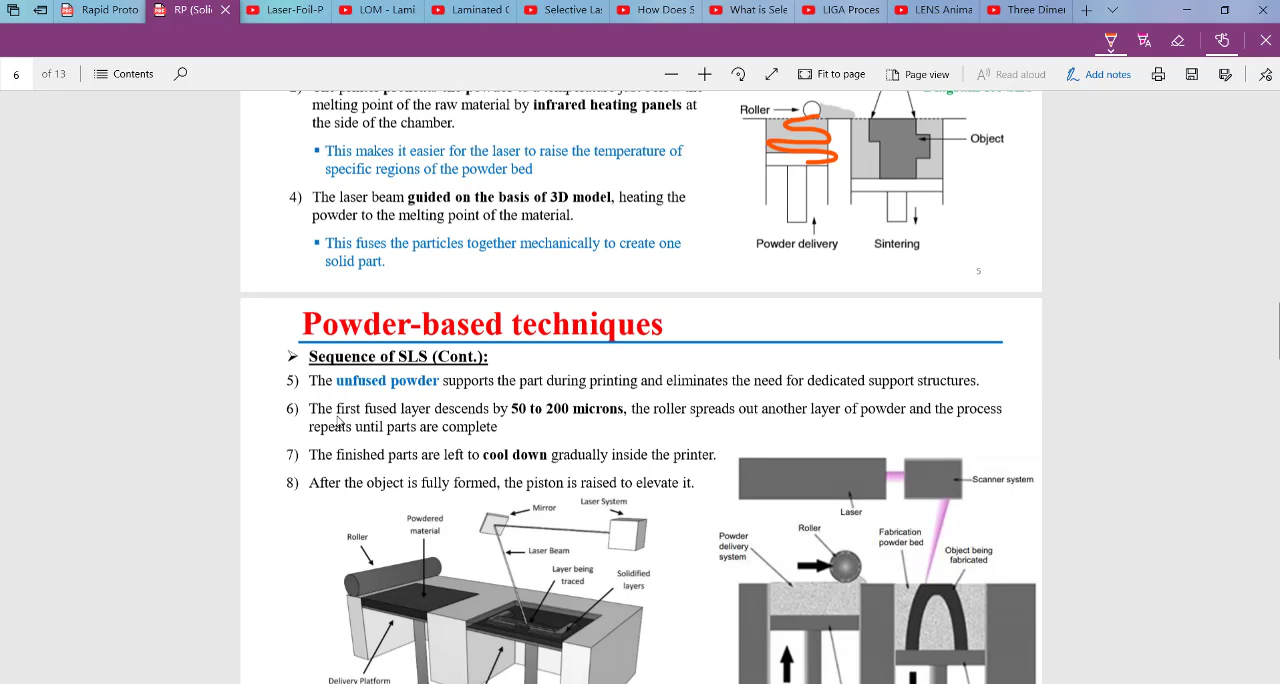 Rapid Proto
RP (Soli
Laser-Foil-P
LOM - Lami
Laminated
Selective La
How Does S
What is Sele
LIGA Proces
LENS Anima
Three Dimen
6 of 13
Contents
Fit to page
Page view
Read aloud
Add notes
melting point of the raw material by infrared heating panels at
the side of the chamber.
▪ This makes it easier for the laser to raise the temperature of
specific regions of the powder bed
4) The laser beam guided on the basis of 3D model, heating the
powder to the melting point of the material.
▪ This fuses the particles together mechanically to create one
solid part.
Roller
Object
Powder delivery
Sintering
5
Powder-based techniques
➢ Sequence of SLS (Cont.):
5) The unfused powder supports the part during printing and eliminates the need for dedicated support structures.
6) The first fused layer descends by 50 to 200 microns, the roller spreads out another layer of powder and the process
repeats until parts are complete
7) The finished parts are left to cool down gradually inside the printer.
8) After the object is fully formed, the piston is raised to elevate it.
Roller
Powdered
material
Mirror
Laser System
Laser Beam
Layer being
traced
Solidified
layers
Delivery Platform
Scanner system
Laser
Powder
delivery
system
Roller
Fabrication
powder bed
Object being
fabricated